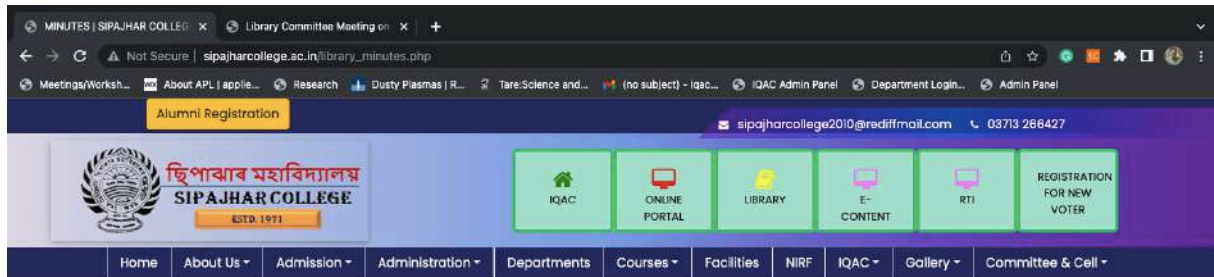 MINUTES | SIPAJHAR COLLEG
Library Committee Meeting on
Not Secure | sipajharcollege.ac.in/library_minutes.php
Meetings/Worksh...
About APL | applie...
Research
Dusty Plasmas | R...
Tare:Science and...
(no subject) - iqac...
IQAC Admin Panel
Department Login...
Admin Panel
Alumni Registration
sipajharcollege2010@rediffmail.com
03713 266427
ছিপাঝাৰ মহাবিদ্যালয়
SIPAJHAR COLLEGE
ESTD. 1971
IQAC
ONLINE
PORTAL
LIBRARY
E-
CONTENT
RTI
REGISTRATION
FOR NEW
VOTER
Home
About Us
Admission
Administration
Departments
Courses
Facilities
NIRF
IQAC
Gallery
Committee & Cell